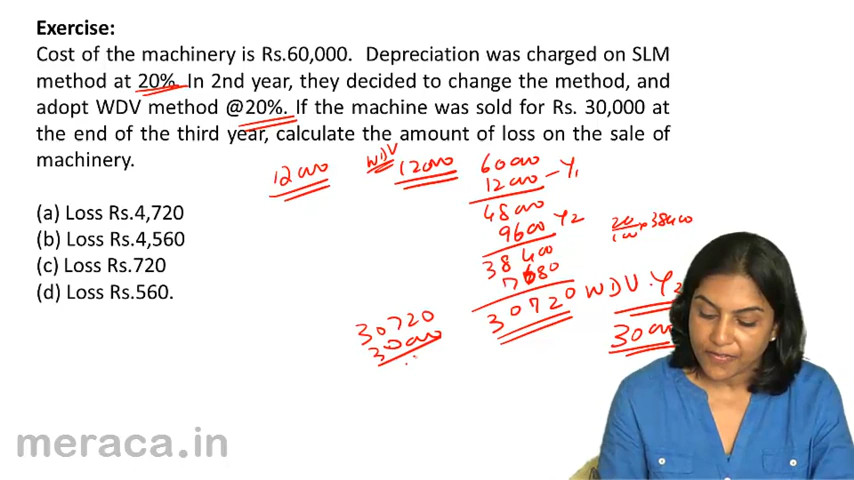 Exercise:
Cost of the machinery is Rs.60,000. Depreciation was charged on SLM
method at 20%. In 2nd year, they decided to change the method, and
adopt WDV method @20%. If the machine was sold for Rs. 30,000 at
the end of the third year, calculate the amount of loss on the sale of
machinery.
12000 WDV 12000 60000
12000 - Y1
48000
9600 Y2
38400
7680
30720 WDV Y
20/100 x 38400
30000
30720
30000
(a) Loss Rs.4,720
(b) Loss Rs.4,560
(c) Loss Rs.720
(d) Loss Rs.560.
meraca.in